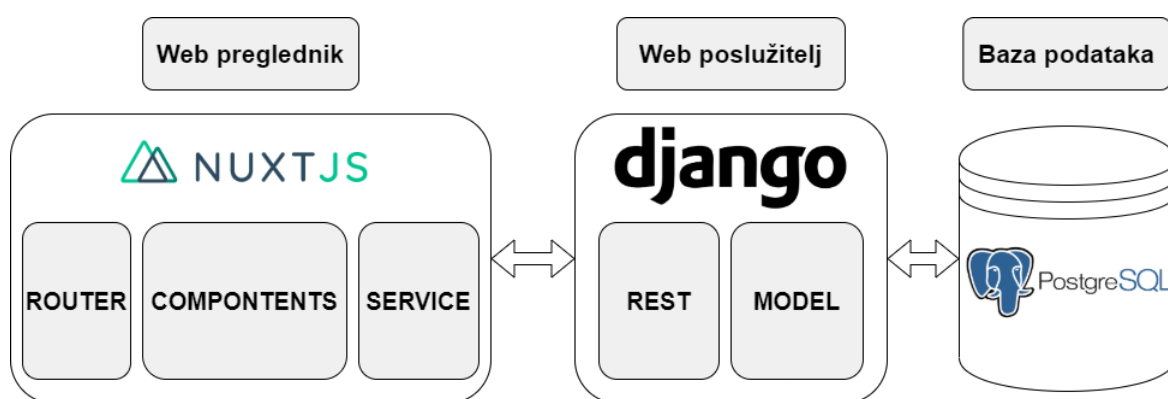 Web preglednik
Web poslužitelj
Baza podataka
NUXTJS
django
ROUTER
COMPONTENTS
SERVICE
REST
MODEL
PostgreSQL